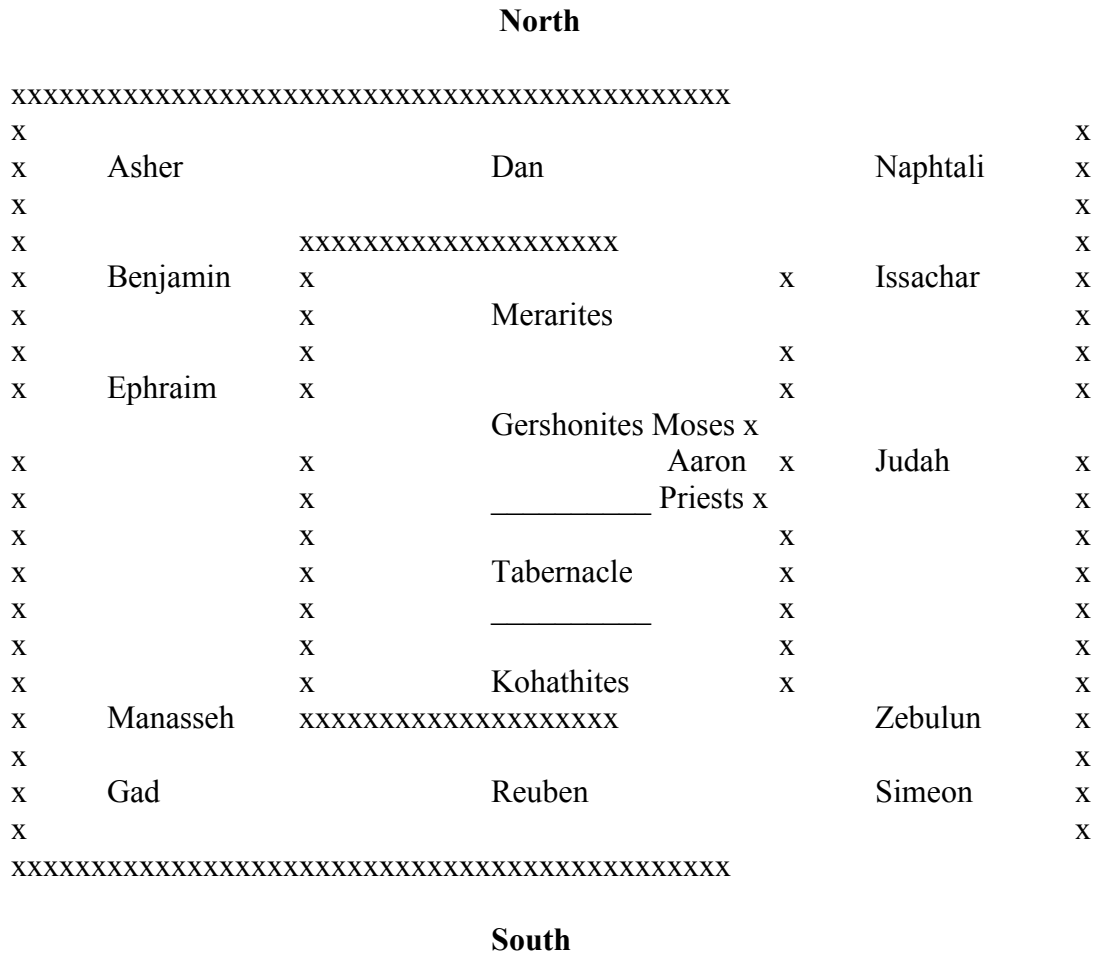 North
xxxxxxxxxxxxxxxxxxxxxxxxxxxxxxxxxxxxxxxxxxxxx
x x
x Asher Dan Naphtali x
x x
x xxxxxxxxxxxxxxxxxxxx x
x Benjamin x x Issachar x
x x Merarites x
x x x x
x Ephraim x x x
Gershonites Moses x
x x Aaron x Judah x
x x __________ Priests x x
x x x x
x x Tabernacle x x
x x __________ x x
x x x x
x x Kohathites x x
x Manasseh xxxxxxxxxxxxxxxxxxxx Zebulun x
x x
x Gad Reuben Simeon x
x x
xxxxxxxxxxxxxxxxxxxxxxxxxxxxxxxxxxxxxxxxxxxxx
South